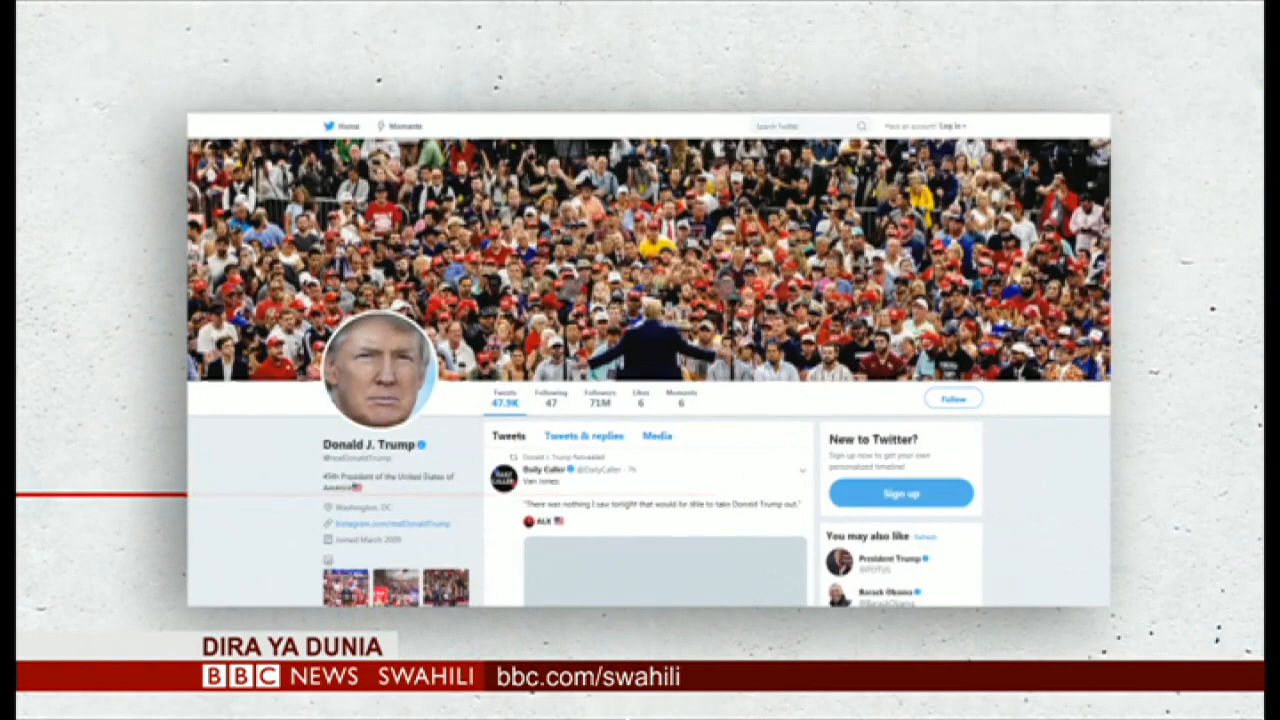 Home Moments
Search Twitter
Have an account? Log in
Tweets Following Followers Likes Moments
47.9K 47 71M 6 6
Follow
Donald J. Trump
@realDonaldTrump
45th President of the United States of
America
Washington, DC
Instagram.com/realDonaldTrump
Joined March 2009
Tweets Tweets & replies Media
Donald J. Trump Retweeted
Daily Caller @DailyCaller · 7h
Van Jones:
"There was nothing I saw tonight that would be able to take Donald Trump out."
ALX
New to Twitter?
Sign up now to get your own
personalized timeline!
Sign up
You may also like · Refresh
President Trump
@POTUS
Barack Obama
@BarackObama
DIRA YA DUNIA
BBC NEWS SWAHILI bbc.com/swahili